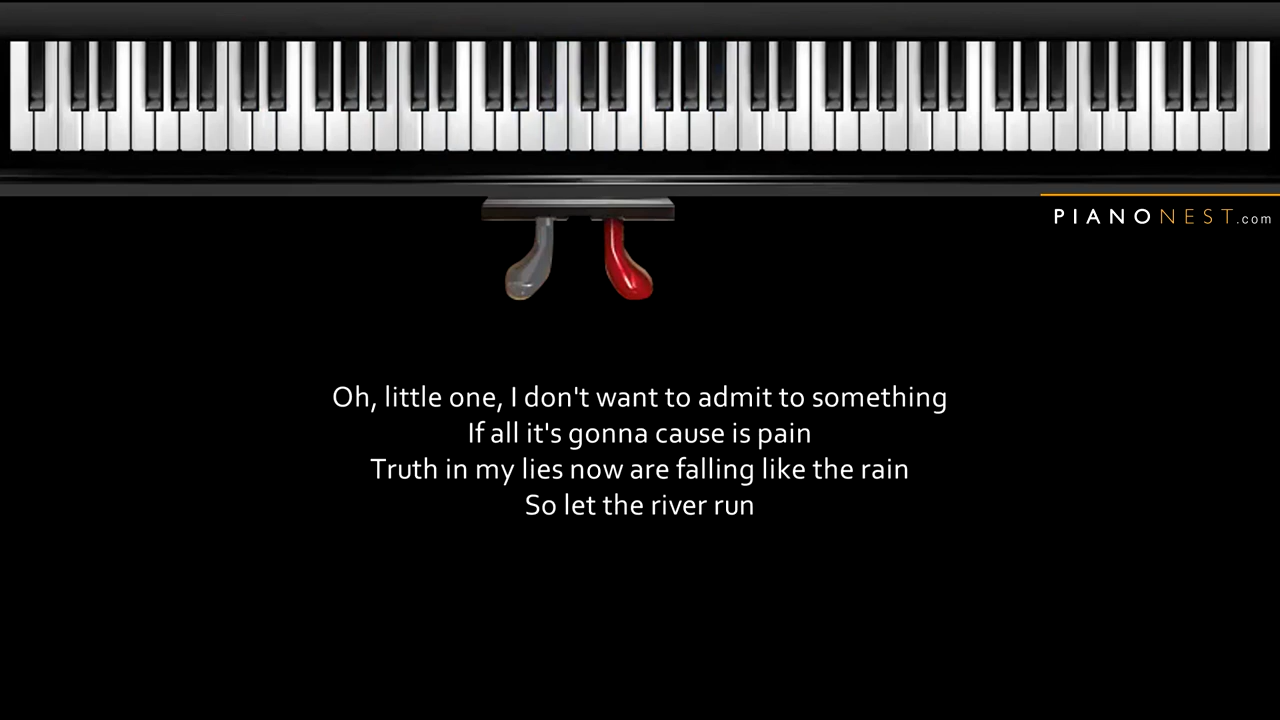 PIANONEST.com
Oh, little one, I don't want to admit to something
If all it's gonna cause is pain
Truth in my lies now are falling like the rain
So let the river run